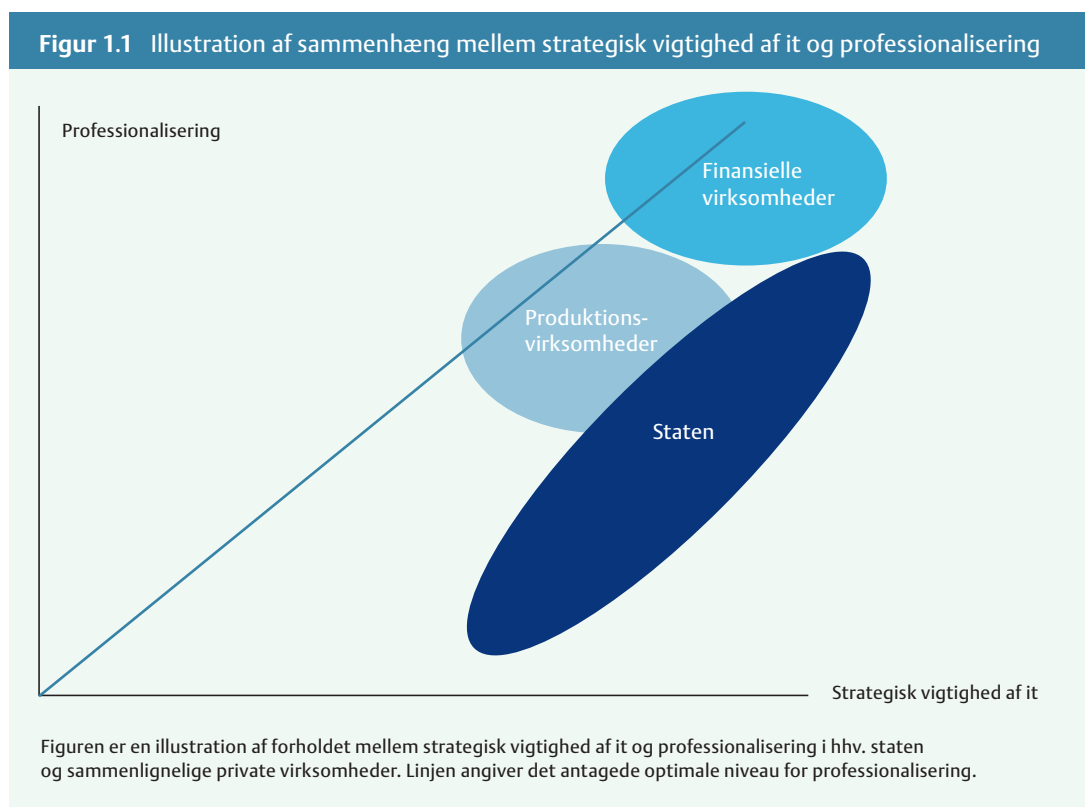 Figur 1.1 Illustration af sammenhæng mellem strategisk vigtighed af it og professionalisering
Professionalisering
Finansielle
virksomheder
Produktions-
virksomheder
Staten
Strategisk vigtighed af it
Figuren er en illustration af forholdet mellem strategisk vigtighed af it og professionalisering i hhv. staten
og sammenlignelige private virksomheder. Linjen angiver det antagede optimale niveau for professionalisering.